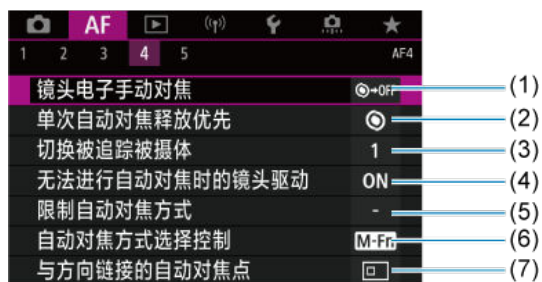 AF
1 2 3 4 5 AF4
镜头电子手动对焦 OFF (1)
单次自动对焦释放优先 (2)
切换被追踪被摄体 1 (3)
无法进行自动对焦时的镜头驱动 ON (4)
限制自动对焦方式 - (5)
自动对焦方式选择控制 M-Fn (6)
与方向链接的自动对焦点 (7)